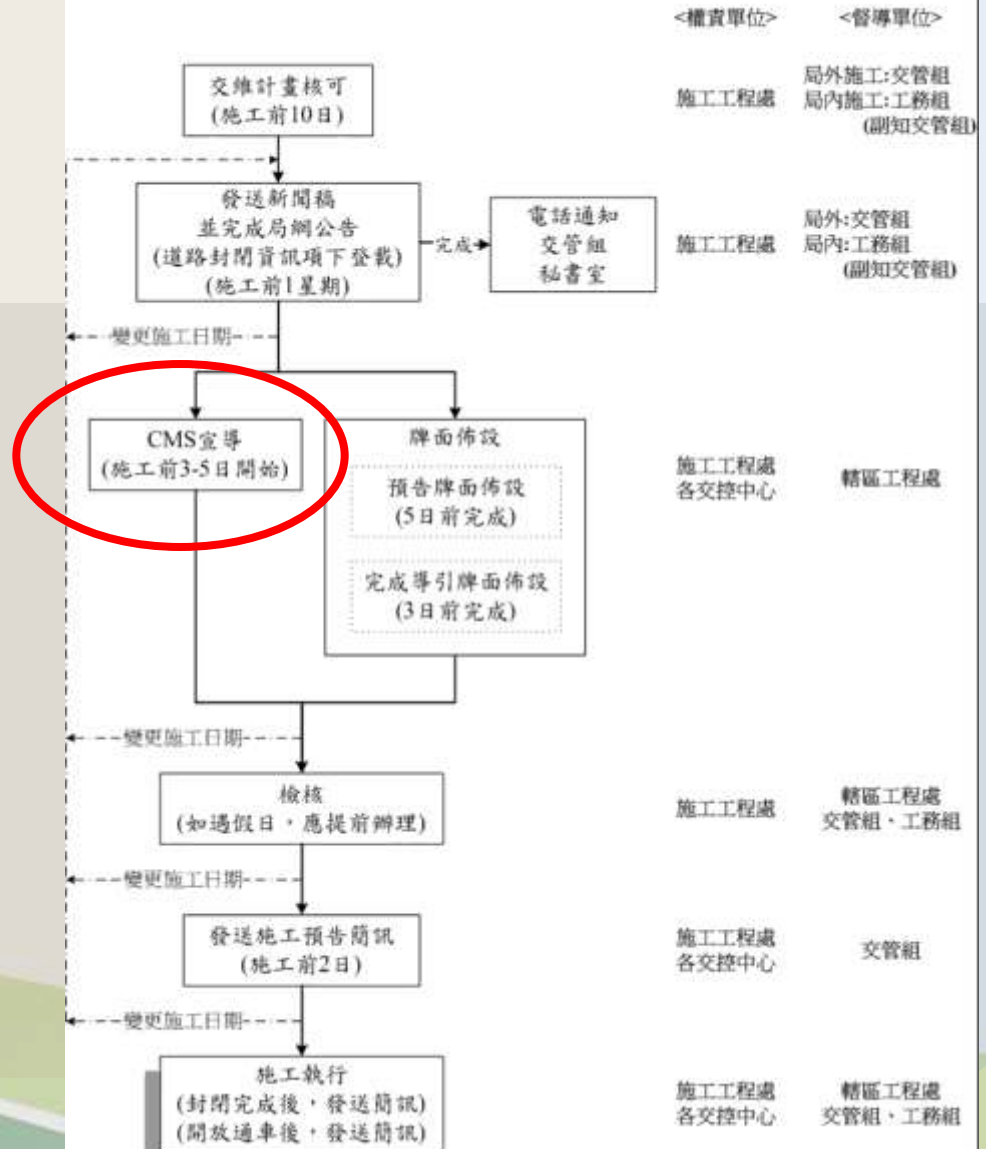 <權責單位>
<督導單位>
交維計畫核可
(施工前10日)
施工工程處
局外施工:交管組
局內施工:工務組
(副知交管組)
發送新聞稿
並完成局網公告
(道路封閉資訊項下登載)
(施工前1星期)
完成
電話通知
交管組
秘書室
施工工程處
局外:交管組
局內:工務組
(副知交管組)
變更施工日期
CMS宣導
(施工前3-5日開始)
牌面佈設
預告牌面佈設
(5日前完成)
完成導引牌面佈設
(3日前完成)
施工工程處
各交控中心
轄區工程處
變更施工日期
檢核
(如遇假日，應提前辦理)
施工工程處
轄區工程處
交管組、工務組
變更施工日期
發送施工預告簡訊
(施工前2日)
施工工程處
各交控中心
交管組
變更施工日期
施工執行
(封閉完成後，發送簡訊)
(開放通車後，發送簡訊)
施工工程處
各交控中心
轄區工程處
交管組、工務組